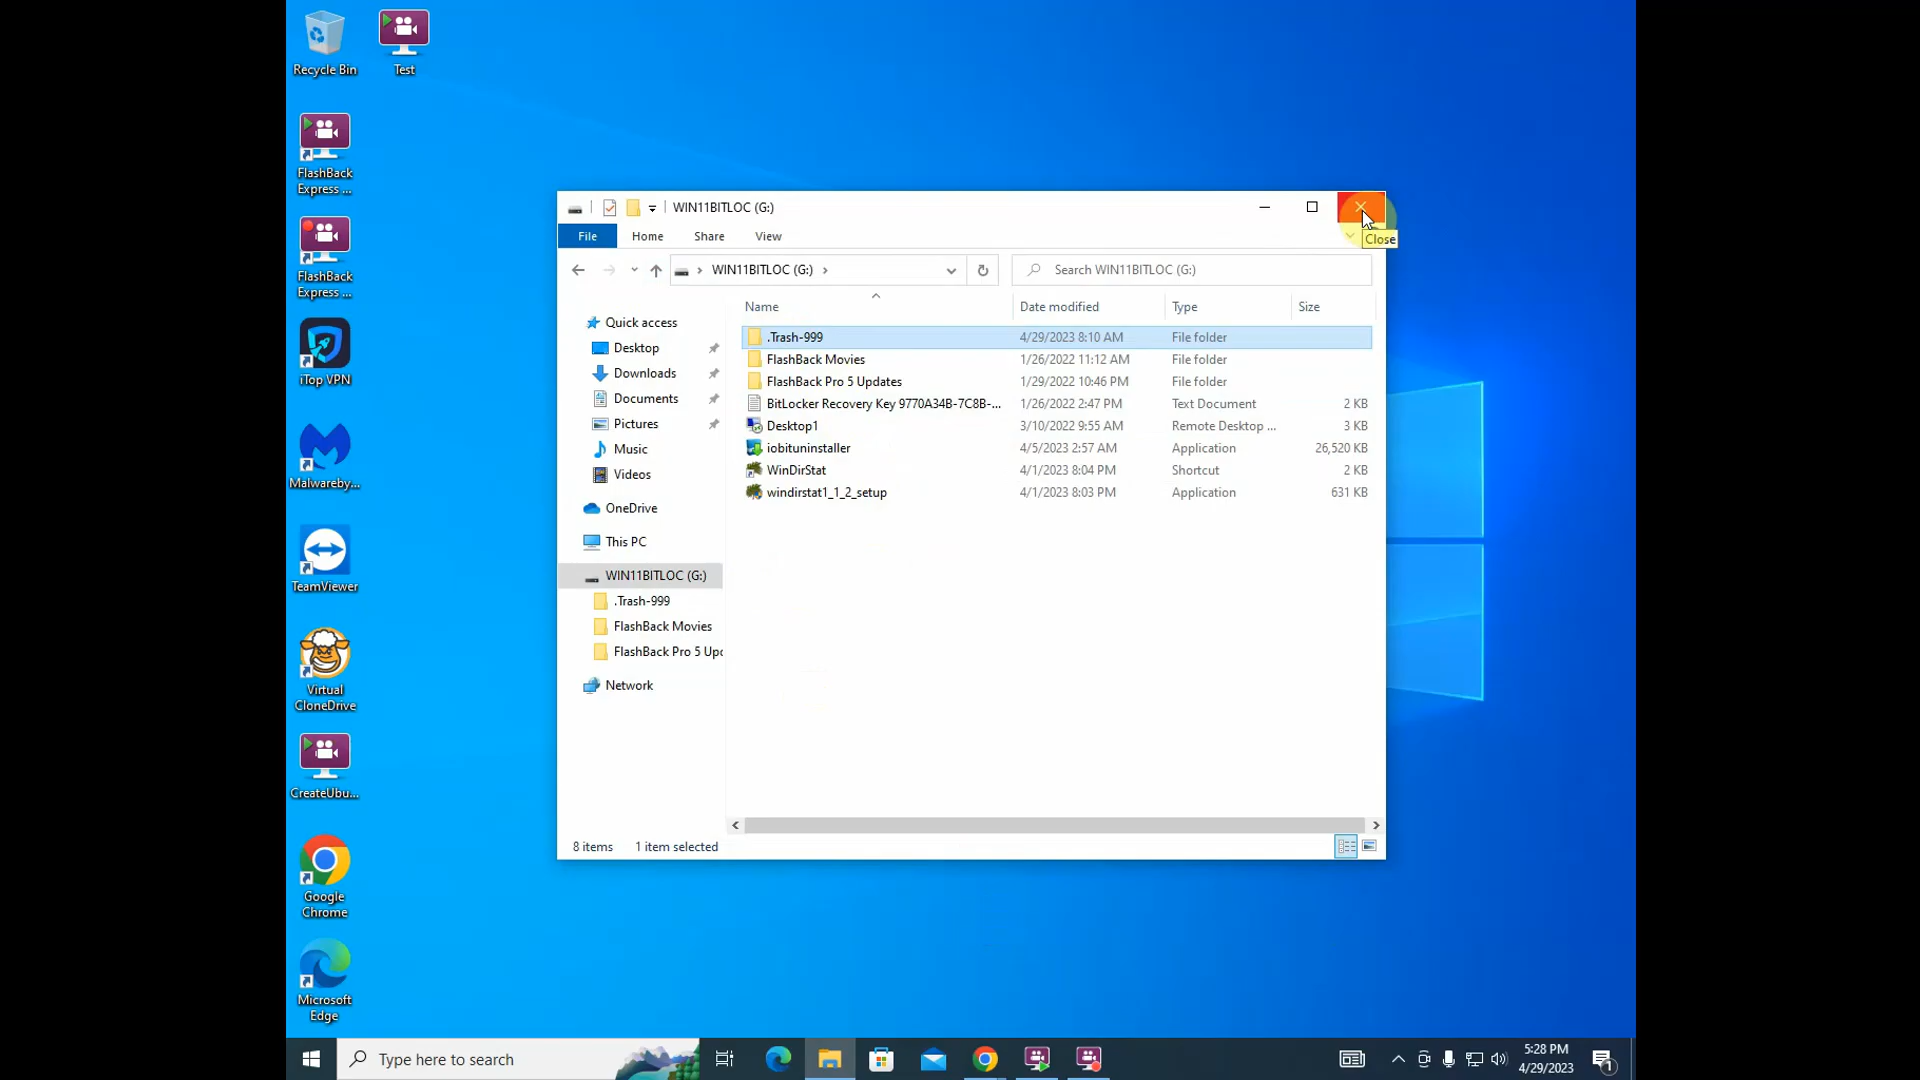 Recycle Bin
Test
FlashBack
Express ...
FlashBack
Express ...
iTop VPN
Malwareby...
TeamViewer
Virtual
CloneDrive
CreateUbu...
Google
Chrome
Microsoft
Edge
WIN11BITLOC (G:)
Close
File Home Share View
WIN11BITLOC (G:)
Search WIN11BITLOC (G:)
Quick access
Desktop
Downloads
Documents
Pictures
Music
Videos
OneDrive
This PC
WIN11BITLOC (G:)
.Trash-999
FlashBack Movies
FlashBack Pro 5 Upd
Network
Name Date modified Type Size
.Trash-999 4/29/2023 8:10 AM File folder
FlashBack Movies 1/26/2022 11:12 AM File folder
FlashBack Pro 5 Updates 1/29/2022 10:46 PM File folder
BitLocker Recovery Key 9770A34B-7C8B-... 1/26/2022 2:47 PM Text Document 2 KB
Desktop1 3/10/2022 9:55 AM Remote Desktop ... 3 KB
iobituninstaller 4/5/2023 2:57 AM Application 26,520 KB
WinDirStat 4/1/2023 8:04 PM Shortcut 2 KB
windirstat1_1_2_setup 4/1/2023 8:03 PM Application 631 KB
8 items 1 item selected
Type here to search
5:28 PM
4/29/2023
1